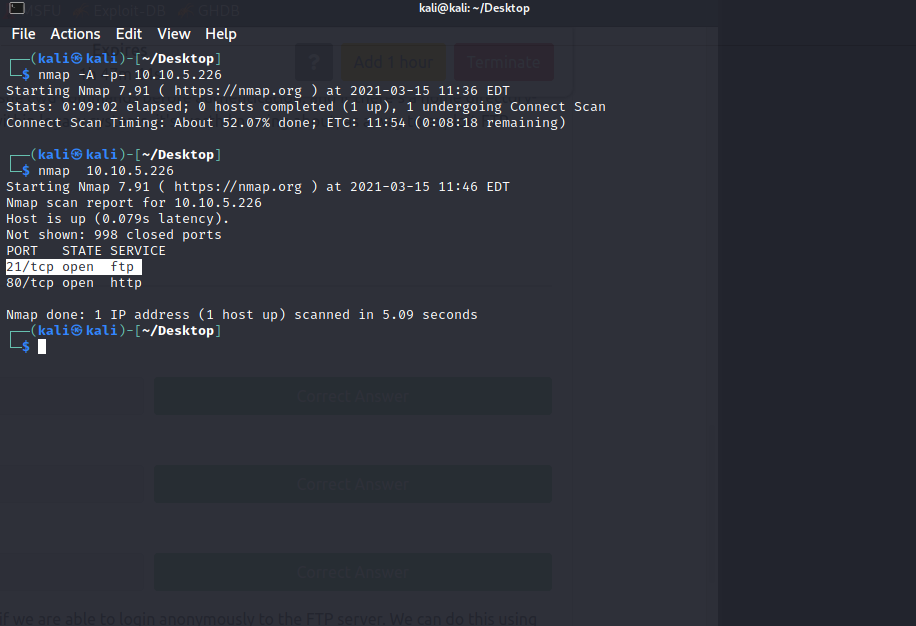 MSFU Exploit-DB GHDB
kali@kali: ~/Desktop
File Actions Edit View Help
Expires
? Add 1 hour Terminate
┌──(kali㉿kali)-[~/Desktop]
└─$ nmap -A -p- 10.10.5.226
Starting Nmap 7.91 ( https://nmap.org ) at 2021-03-15 11:36 EDT
Stats: 0:09:02 elapsed; 0 hosts completed (1 up), 1 undergoing Connect Scan
Connect Scan Timing: About 52.07% done; ETC: 11:54 (0:08:18 remaining)
┌──(kali㉿kali)-[~/Desktop]
└─$ nmap  10.10.5.226
Starting Nmap 7.91 ( https://nmap.org ) at 2021-03-15 11:46 EDT
Nmap scan report for 10.10.5.226
Host is up (0.079s latency).
Not shown: 998 closed ports
PORT   STATE SERVICE
21/tcp open  ftp
80/tcp open  http
Nmap done: 1 IP address (1 host up) scanned in 5.09 seconds
┌──(kali㉿kali)-[~/Desktop]
└─$
Correct Answer
Correct Answer
Correct Answer
if we are able to login anonymously to the FTP server. We can do this using